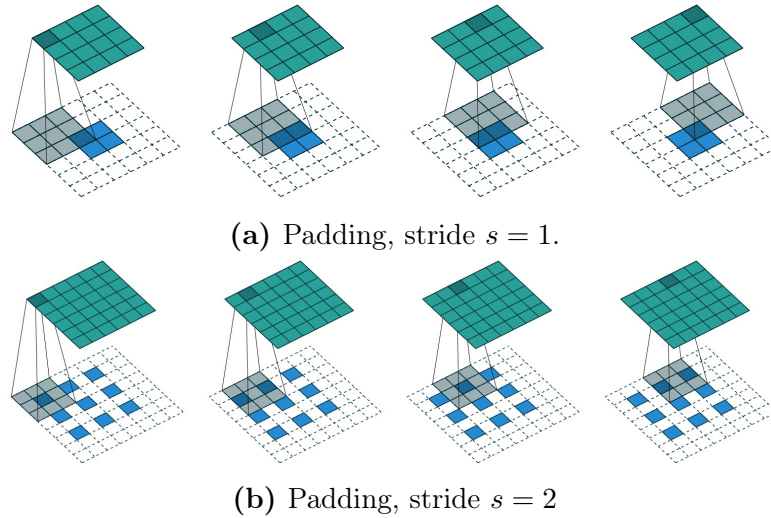 (a) Padding, stride s = 1.
(b) Padding, stride s = 2